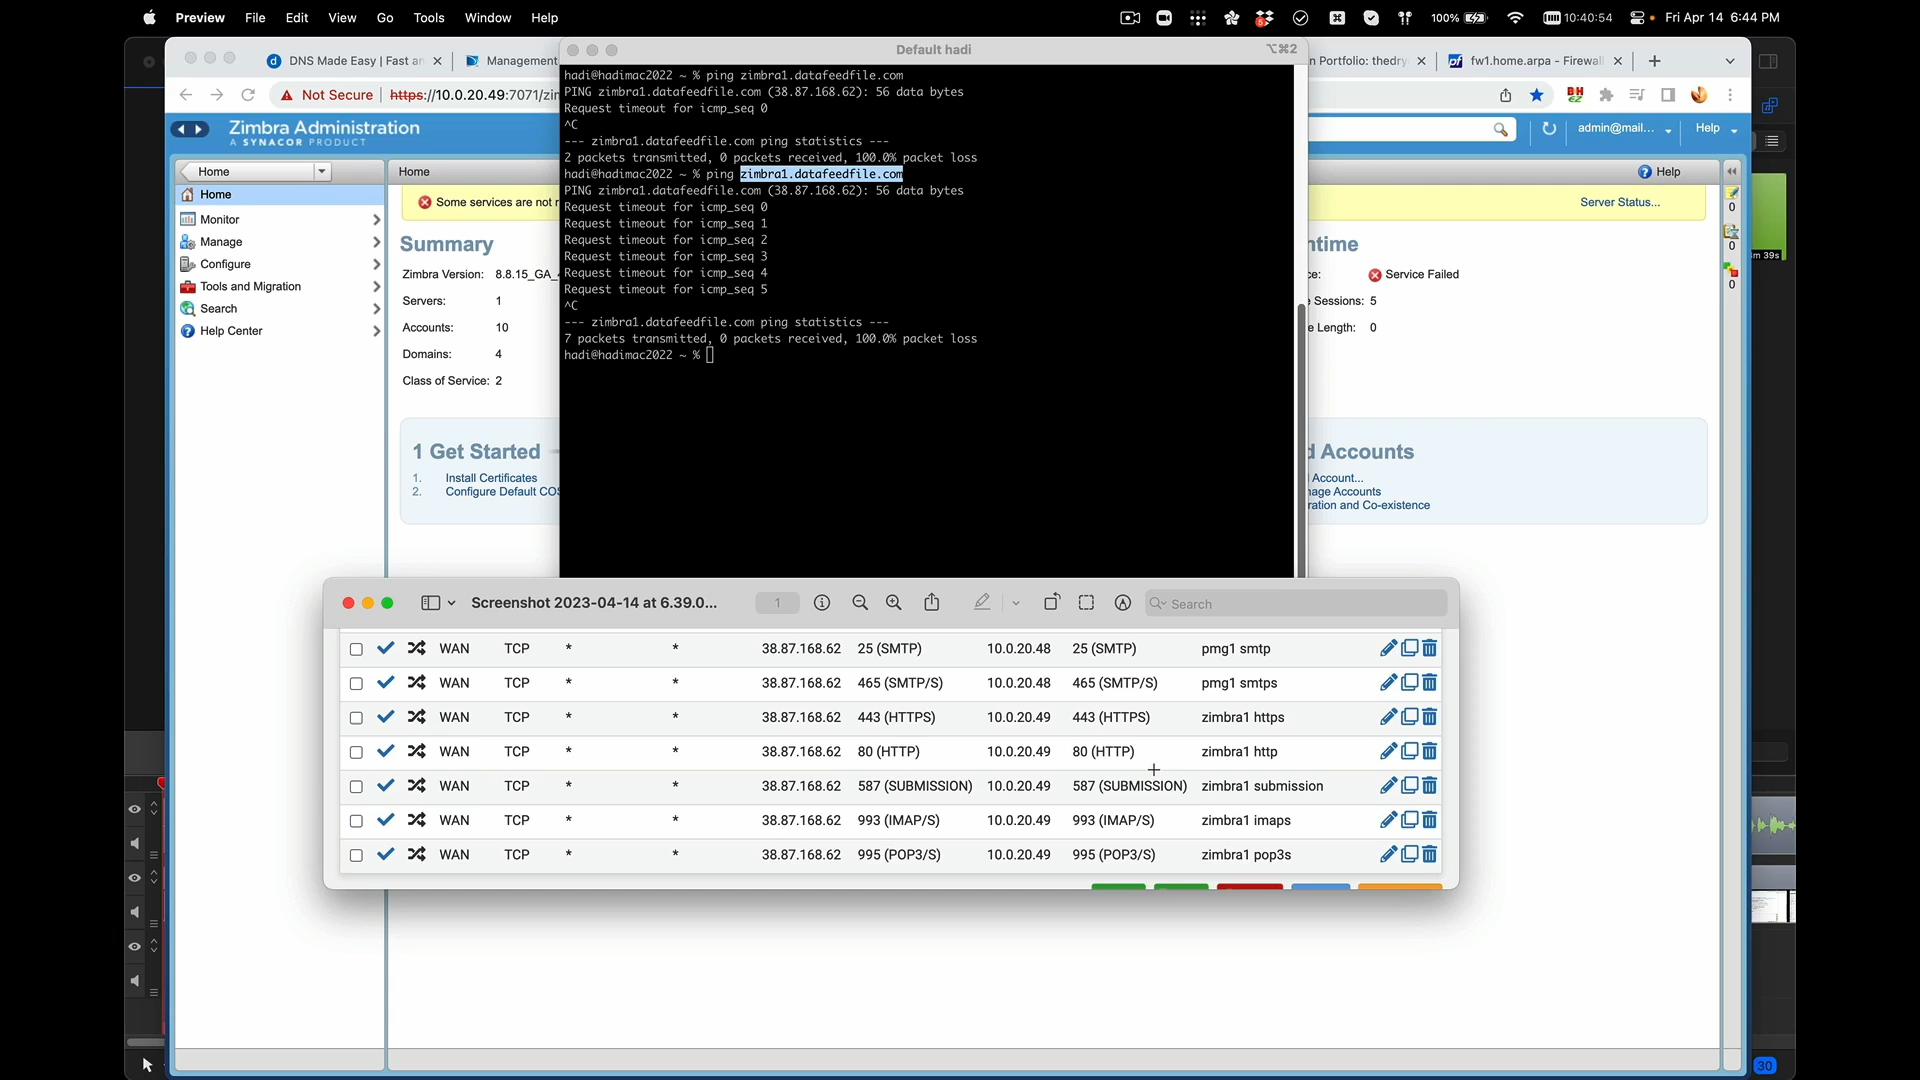 Preview File Edit View Go Tools Window Help
100% 10:40:54 Fri Apr 14 6:44 PM
DNS Made Easy | Fast an
Management
Default hadi
⌥⌘2
n Portfolio: thedry
fw1.home.arpa - Firewall
Not Secure | https://10.0.20.49:7071/zim
Zimbra Administration
A SYNACOR PRODUCT
admin@mail...
Help
Home
Home
Help
Home
Monitor
Manage
Configure
Tools and Migration
Search
Help Center
Some services are not r
Server Status...
Summary
Zimbra Version: 8.8.15_GA_
Servers: 1
Accounts: 10
Domains: 4
Class of Service: 2
ntime
ce: Service Failed
e Sessions: 5
e Length: 0
1 Get Started
1. Install Certificates
2. Configure Default COS
d Accounts
Account...
nage Accounts
ration and Co-existence
hadi@hadimac2022 ~ % ping zimbra1.datafeedfile.com
PING zimbra1.datafeedfile.com (38.87.168.62): 56 data bytes
Request timeout for icmp_seq 0
^C
--- zimbra1.datafeedfile.com ping statistics ---
2 packets transmitted, 0 packets received, 100.0% packet loss
hadi@hadimac2022 ~ % ping zimbra1.datafeedfile.com
PING zimbra1.datafeedfile.com (38.87.168.62): 56 data bytes
Request timeout for icmp_seq 0
Request timeout for icmp_seq 1
Request timeout for icmp_seq 2
Request timeout for icmp_seq 3
Request timeout for icmp_seq 4
Request timeout for icmp_seq 5
^C
--- zimbra1.datafeedfile.com ping statistics ---
7 packets transmitted, 0 packets received, 100.0% packet loss
hadi@hadimac2022 ~ %
0
0
0
m 39s
Screenshot 2023-04-14 at 6.39.0...
1
Search
WAN TCP * * 38.87.168.62 25 (SMTP) 10.0.20.48 25 (SMTP) pmg1 smtp
WAN TCP * * 38.87.168.62 465 (SMTP/S) 10.0.20.48 465 (SMTP/S) pmg1 smtps
WAN TCP * * 38.87.168.62 443 (HTTPS) 10.0.20.49 443 (HTTPS) zimbra1 https
WAN TCP * * 38.87.168.62 80 (HTTP) 10.0.20.49 80 (HTTP) zimbra1 http
WAN TCP * * 38.87.168.62 587 (SUBMISSION) 10.0.20.49 587 (SUBMISSION) zimbra1 submission
WAN TCP * * 38.87.168.62 993 (IMAP/S) 10.0.20.49 993 (IMAP/S) zimbra1 imaps
WAN TCP * * 38.87.168.62 995 (POP3/S) 10.0.20.49 995 (POP3/S) zimbra1 pop3s
30